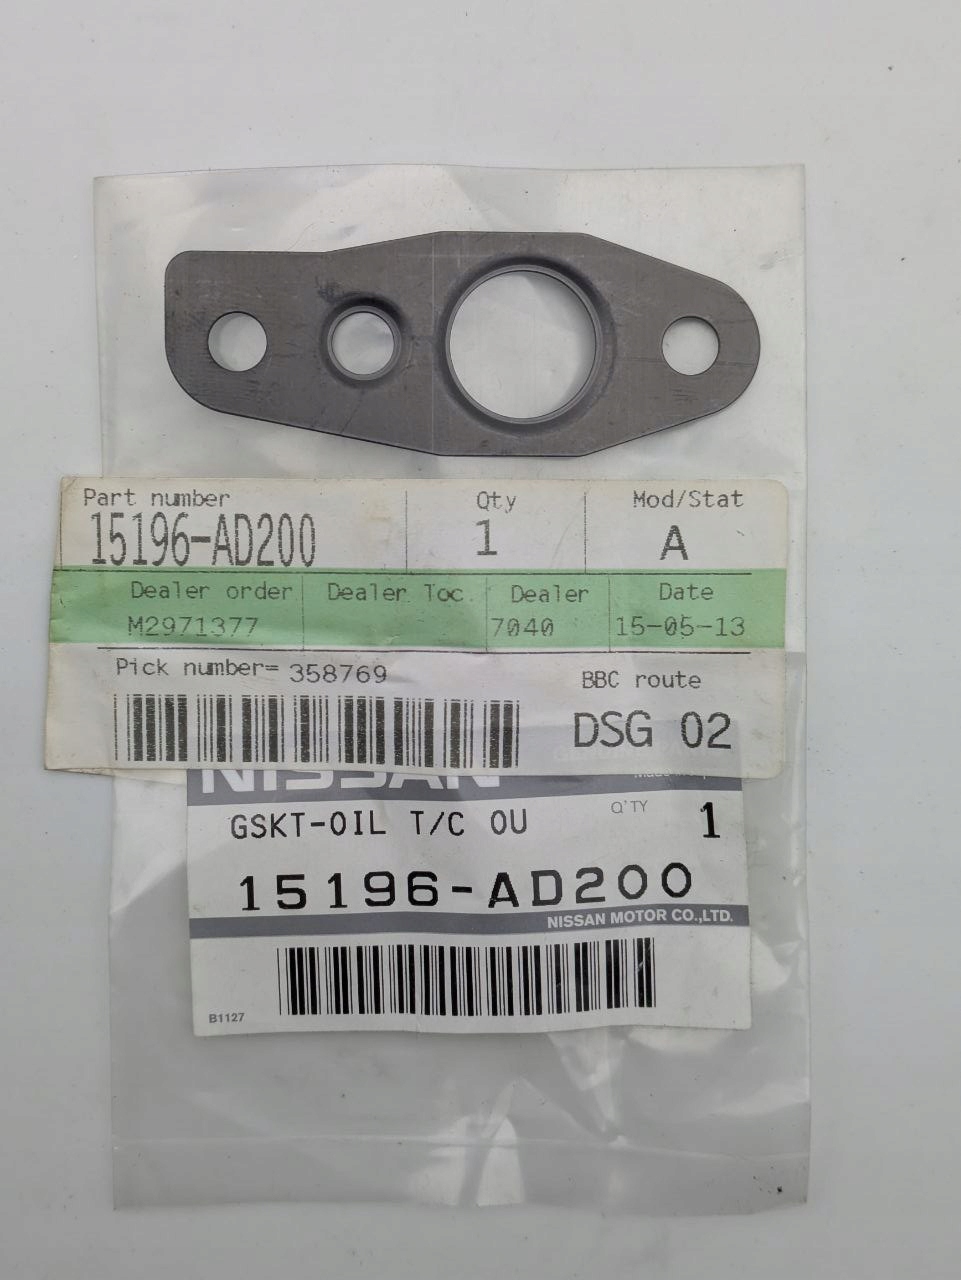 Part number Qty Mod/Stat
15196-AD200 1 A
Dealer order Dealer loc. Dealer Date
M2971377 7040 15-05-13
Pick number= 358769 BBC route
DSG 02
NISSAN
GSKT-OIL T/C OU Q'TY 1
15196-AD200
NISSAN MOTOR CO.,LTD.
B1127